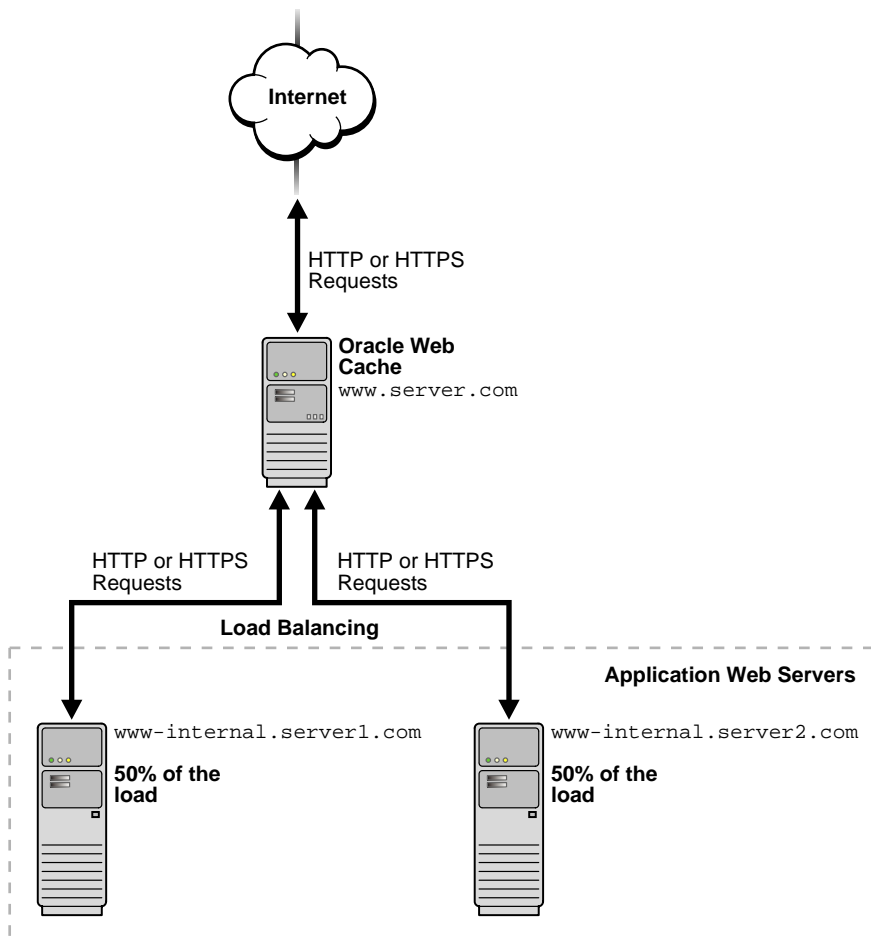 Internet
HTTP or HTTPS
Requests
Oracle Web
Cache
www.server.com
HTTP or HTTPS
Requests
HTTP or HTTPS
Requests
Load Balancing
Application Web Servers
www-internal.server1.com
50% of the
load
www-internal.server2.com
50% of the
load